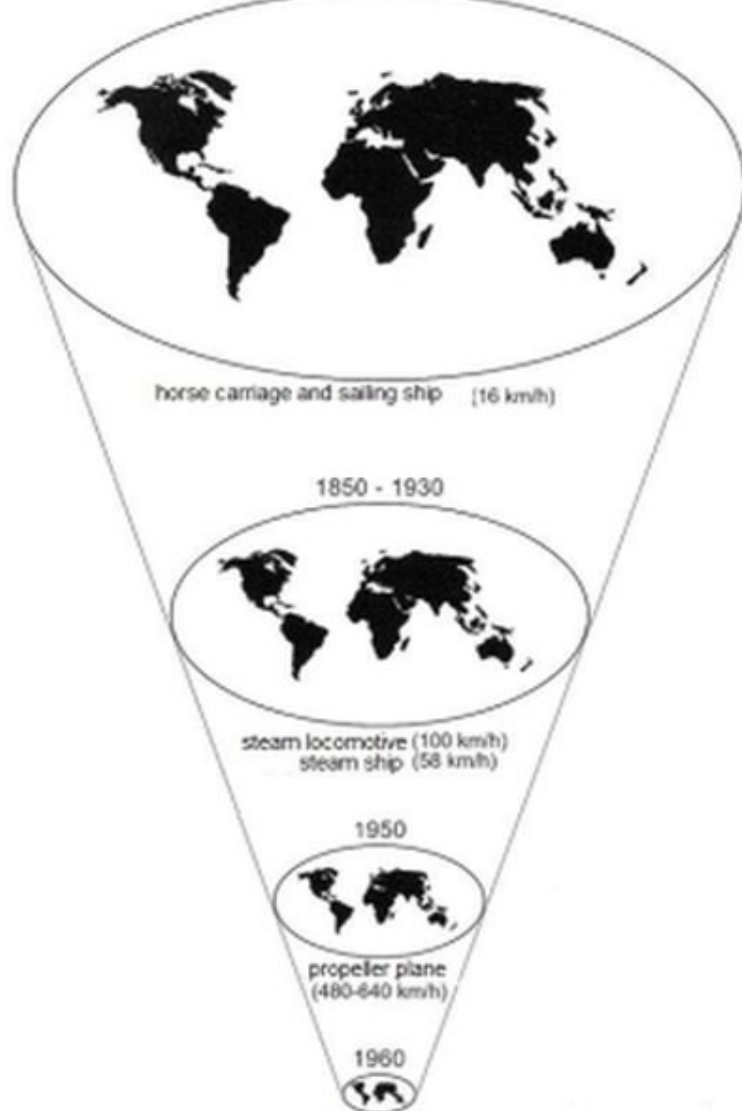 horse carriage and sailing ship (16 km/h)
1850 - 1930
steam locomotive (100 km/h)
steam ship (58 km/h)
1950
propeller plane
(480-640 km/h)
1960